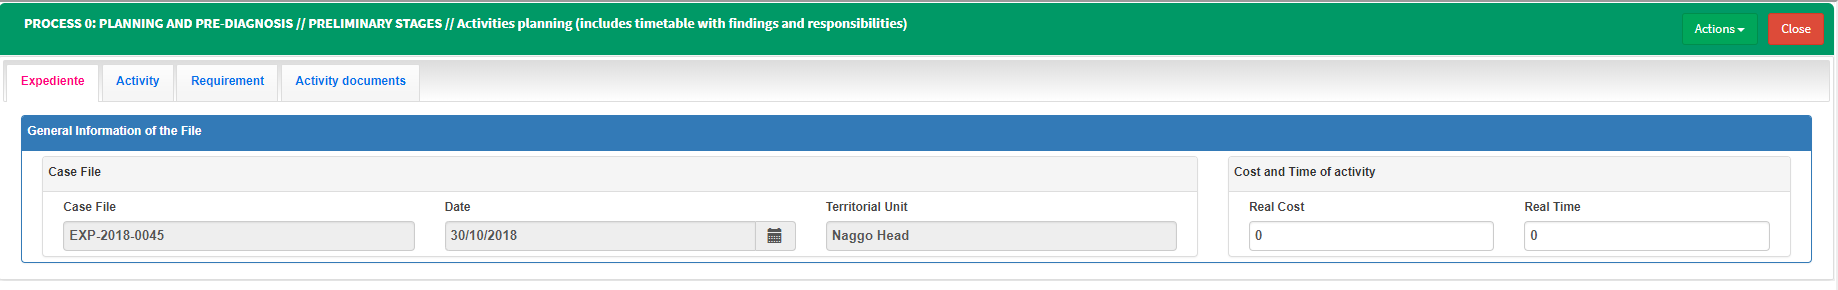 PROCESS 0: PLANNING AND PRE-DIAGNOSIS // PRELIMINARY STAGES // Activities planning (includes timetable with findings and responsibilities)
Actions
Close
Expediente
Activity
Requirement
Activity documents
General Information of the File
Case File
Cost and Time of activity
Case File
Date
Territorial Unit
Real Cost
Real Time
EXP-2018-0045
30/10/2018
Naggo Head
0
0